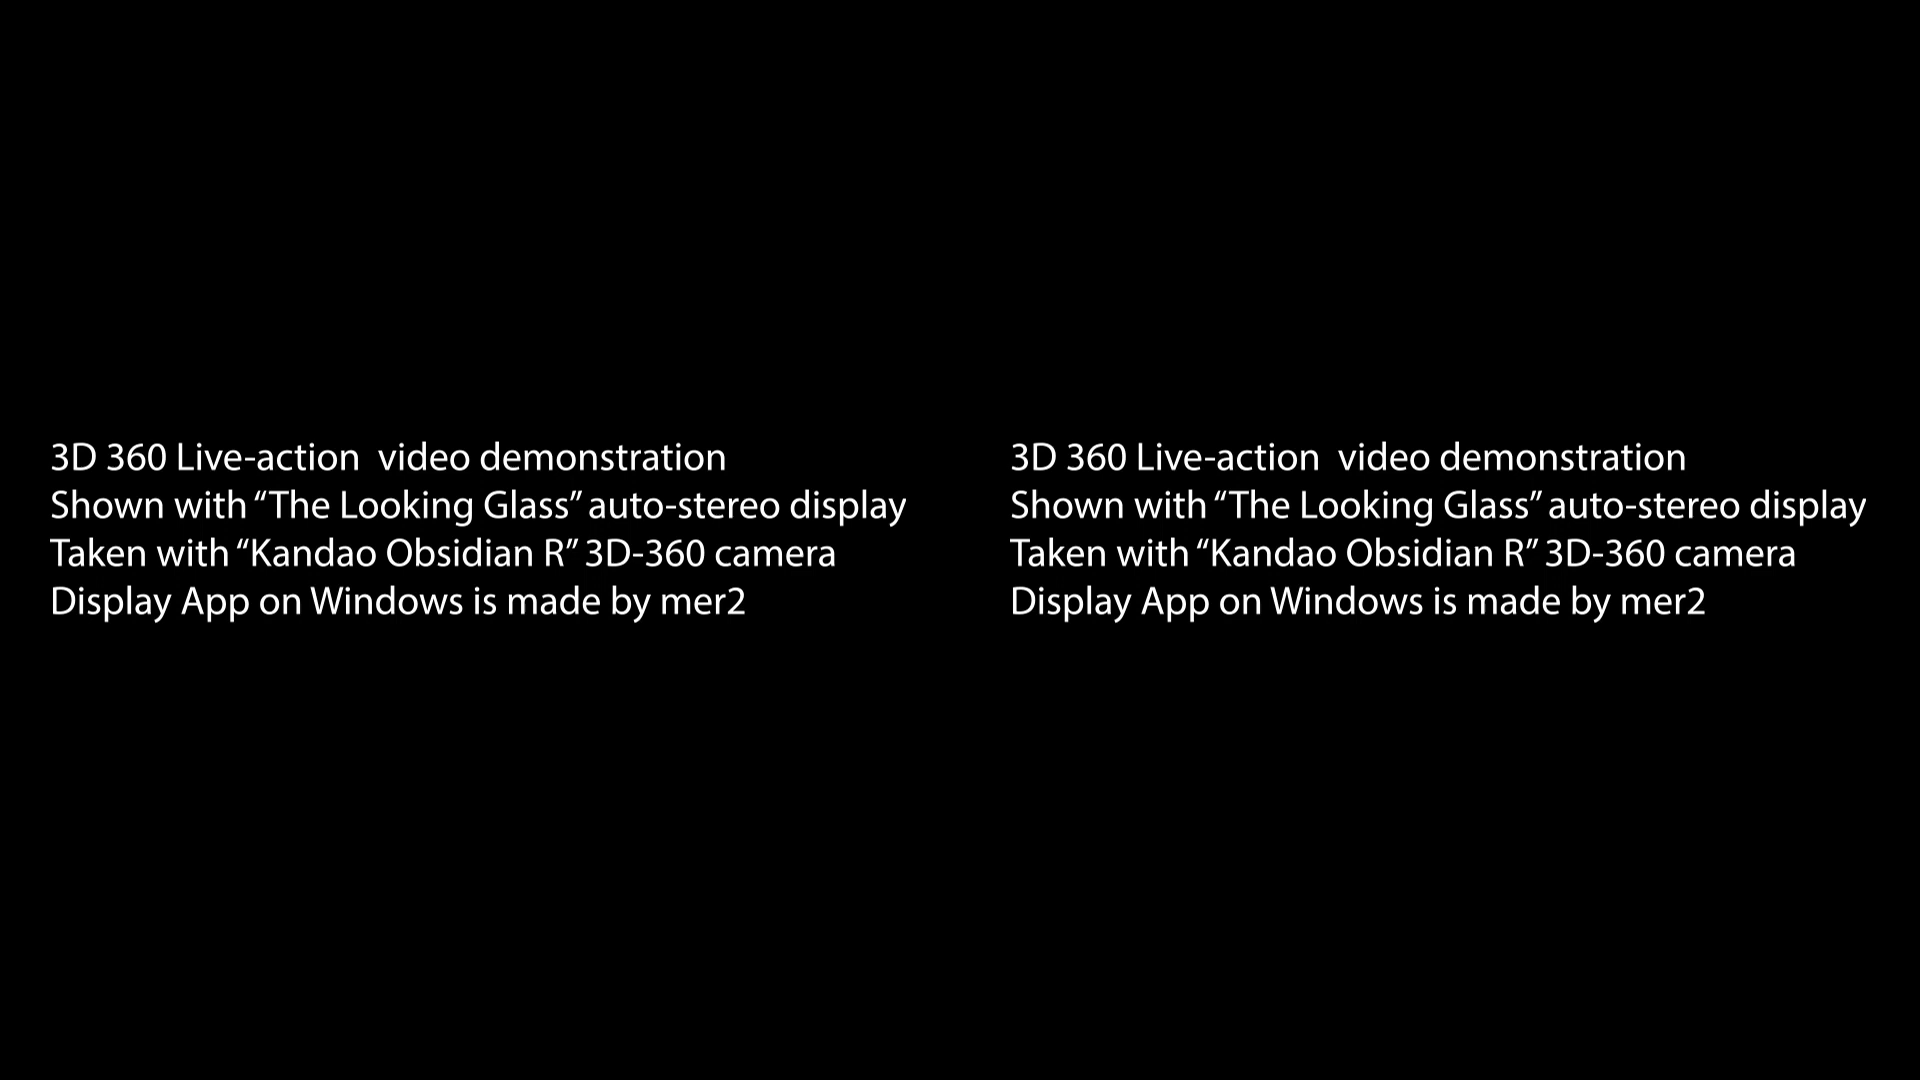 3D 360 Live-action  video demonstration
Shown with “The Looking Glass” auto-stereo display
Taken with “Kandao Obsidian R” 3D-360 camera
Display App on Windows is made by mer2
3D 360 Live-action  video demonstration
Shown with “The Looking Glass” auto-stereo display
Taken with “Kandao Obsidian R” 3D-360 camera
Display App on Windows is made by mer2